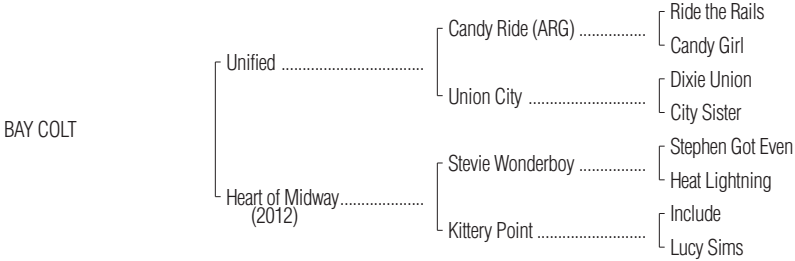 Ride the Rails
Candy Ride (ARG) ................
Candy Girl
Unified ..................................
Dixie Union
Union City ............................
City Sister
BAY COLT
Stephen Got Even
Stevie Wonderboy ................
Heat Lightning
Heart of Midway....................
(2012)
Include
Kittery Point ..........................
Lucy Sims